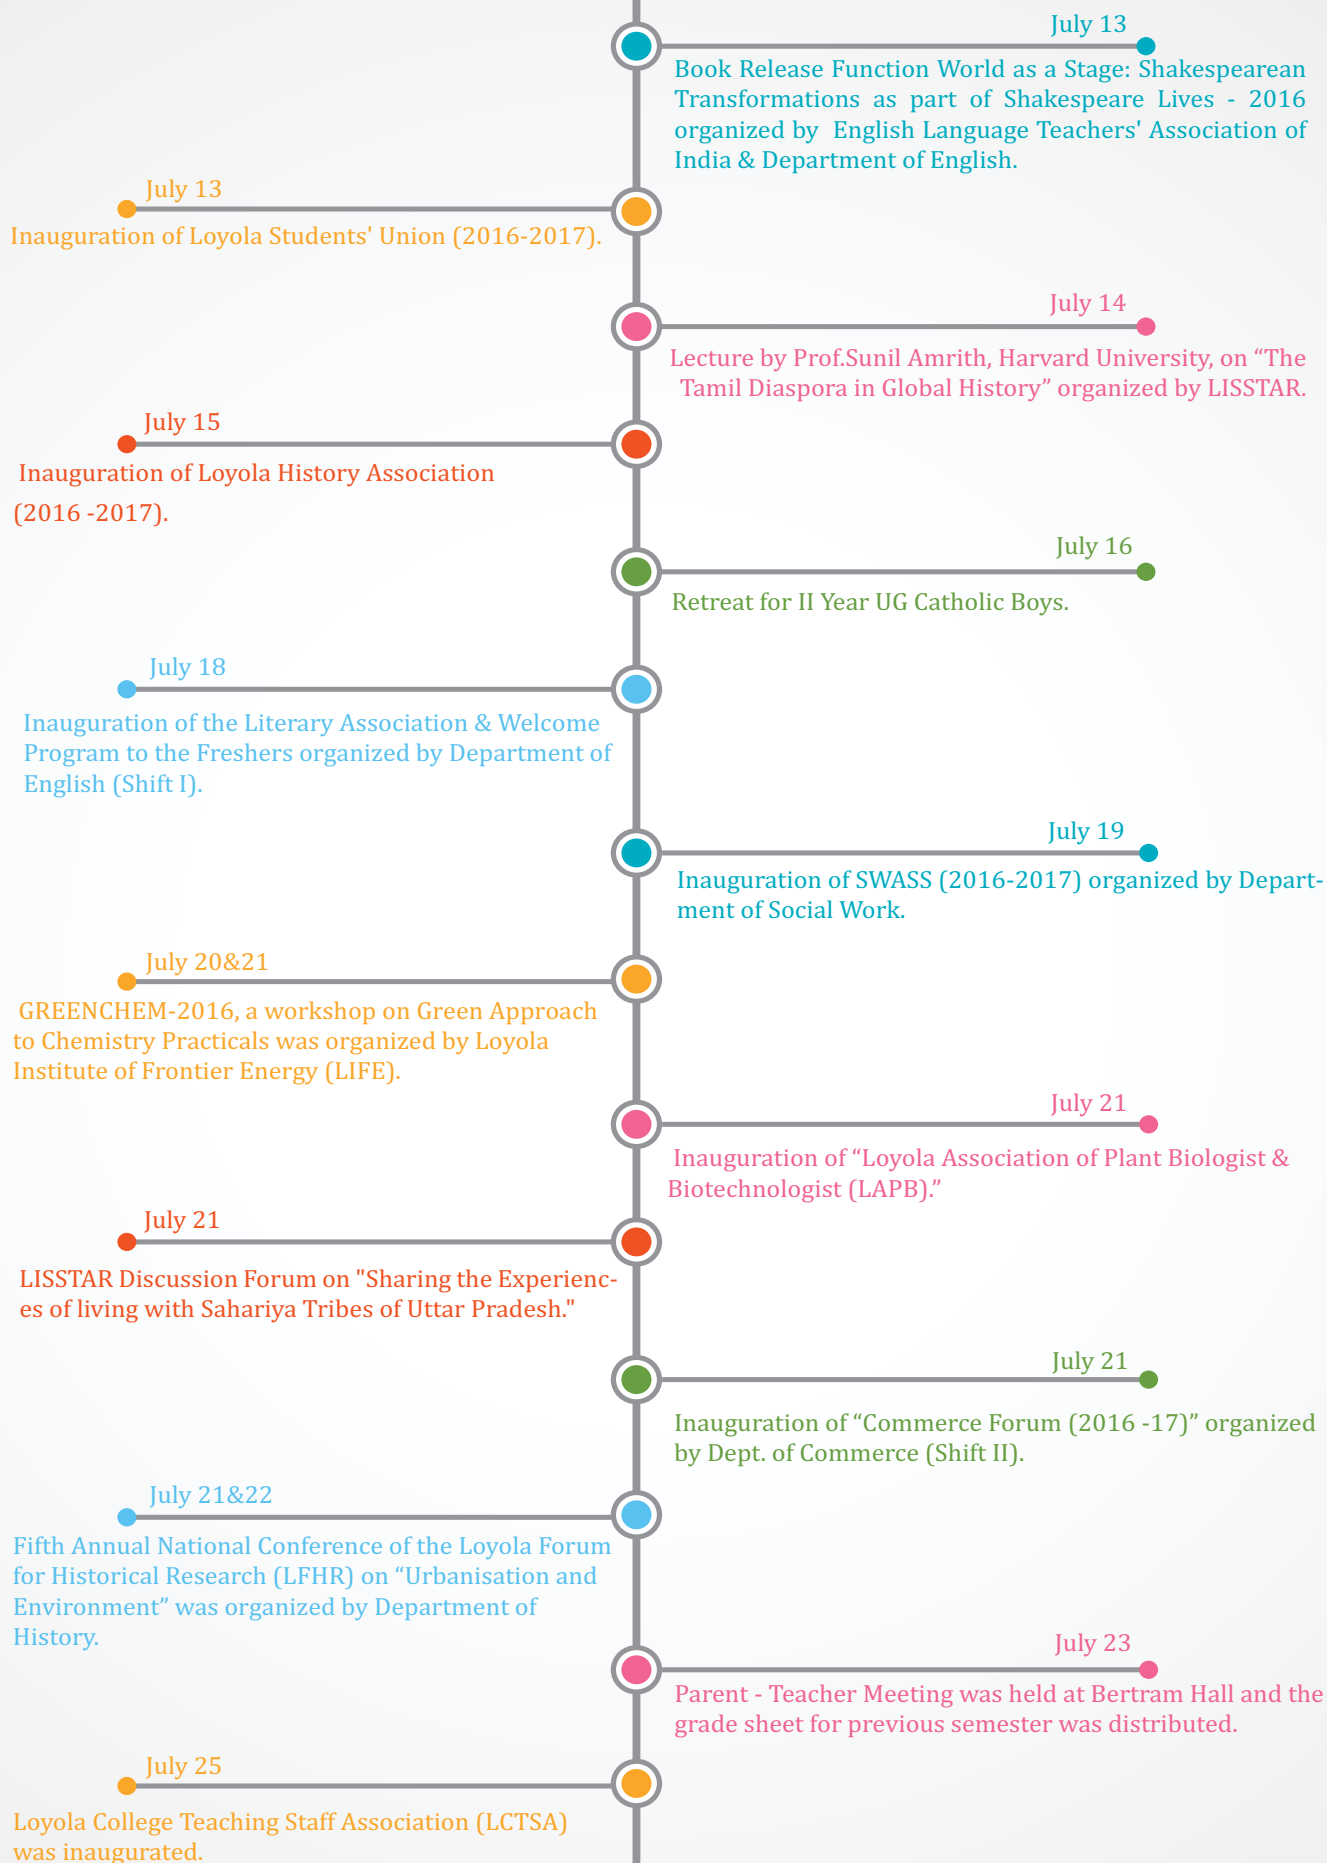 July 13
Book Release Function World as a Stage: Shakespearean
Transformations as part of Shakespeare Lives - 2016
organized by English Language Teachers' Association of
India & Department of English.
July 13
Inauguration of Loyola Students' Union (2016-2017).
July 14
Lecture by Prof.Sunil Amrith, Harvard University, on “The
Tamil Diaspora in Global History” organized by LISSTAR.
July 15
Inauguration of Loyola History Association
(2016 -2017).
July 16
Retreat for II Year UG Catholic Boys.
July 18
Inauguration of the Literary Association & Welcome
Program to the Freshers organized by Department of
English (Shift I).
July 19
Inauguration of SWASS (2016-2017) organized by Depart-
ment of Social Work.
July 20&21
GREENCHEM-2016, a workshop on Green Approach
to Chemistry Practicals was organized by Loyola
Institute of Frontier Energy (LIFE).
July 21
Inauguration of “Loyola Association of Plant Biologist &
Biotechnologist (LAPB).”
July 21
LISSTAR Discussion Forum on "Sharing the Experienc-
es of living with Sahariya Tribes of Uttar Pradesh."
July 21
Inauguration of “Commerce Forum (2016 -17)” organized
by Dept. of Commerce (Shift II).
July 21&22
Fifth Annual National Conference of the Loyola Forum
for Historical Research (LFHR) on “Urbanisation and
Environment” was organized by Department of
History.
July 23
Parent - Teacher Meeting was held at Bertram Hall and the
grade sheet for previous semester was distributed.
July 25
Loyola College Teaching Staff Association (LCTSA)
was inaugurated.